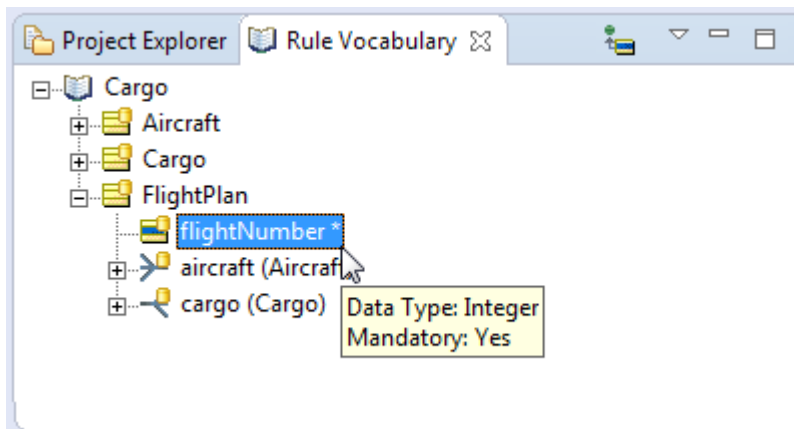 Project Explorer Rule Vocabulary
Cargo
Aircraft
Cargo
FlightPlan
flightNumber *
aircraft (Aircraf
cargo (Cargo)
Data Type: Integer
Mandatory: Yes